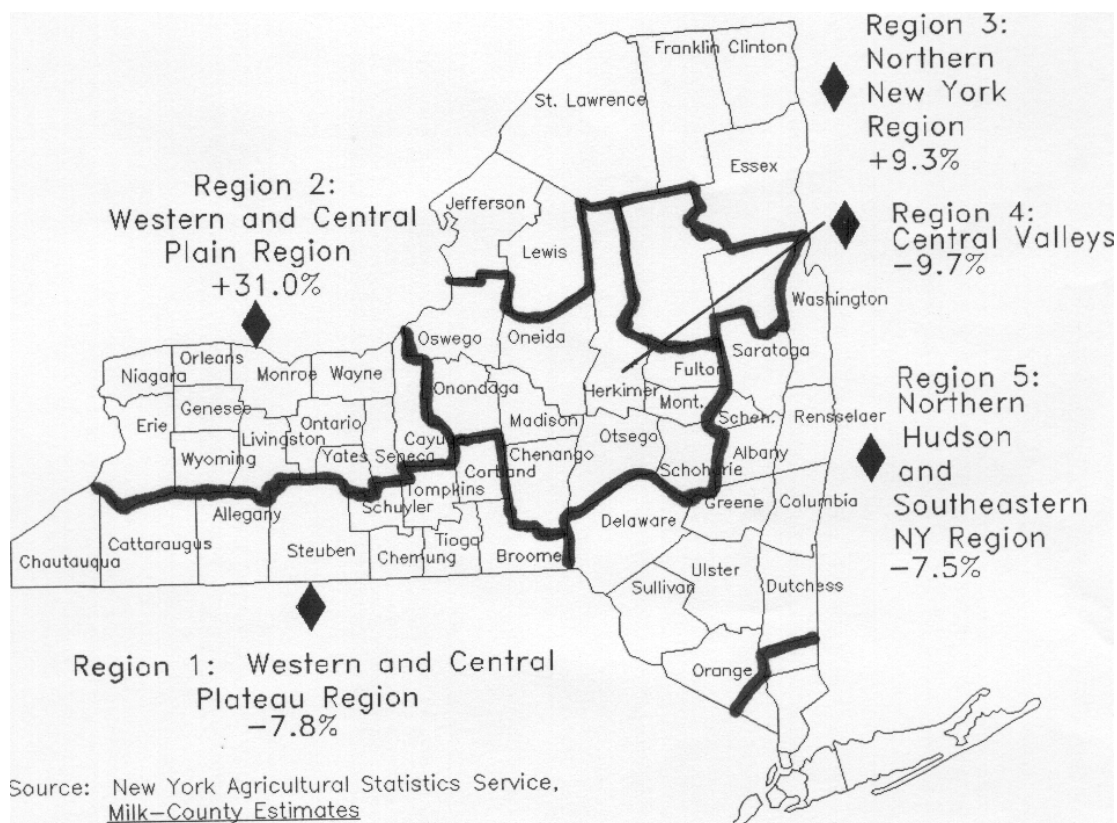 Region 3:
Northern
New York
Region
+9.3%
Franklin Clinton
St. Lawrence
Essex
Region 2:
Western and Central
Plain Region
+31.0%
Jefferson
Lewis
Region 4:
Central Valleys
-9.7%
Washington
Oswego
Oneida
Saratoga
Orleans
Niagara
Monroe
Wayne
Fulton
Onondaga
Herkimer
Mont.
Genesee
Ontario
Madison
Schen.
Rensselaer
Erie
Livingston
Cayuga
Otsego
Albany
Wyoming
Yates Seneca
Chenango
Cortland
Schoharie
Region 5:
Northern
Hudson
and
Southeastern
NY Region
-7.5%
Tompkins
Allegany
Schuyler
Delaware
Greene
Columbia
Cattaraugus
Steuben
Tioga
Chemung
Broome
Chautauqua
Ulster
Sullivan
Dutchess
Orange
Region 1: Western and Central
Plateau Region
-7.8%
Source: New York Agricultural Statistics Service,
Milk-County Estimates